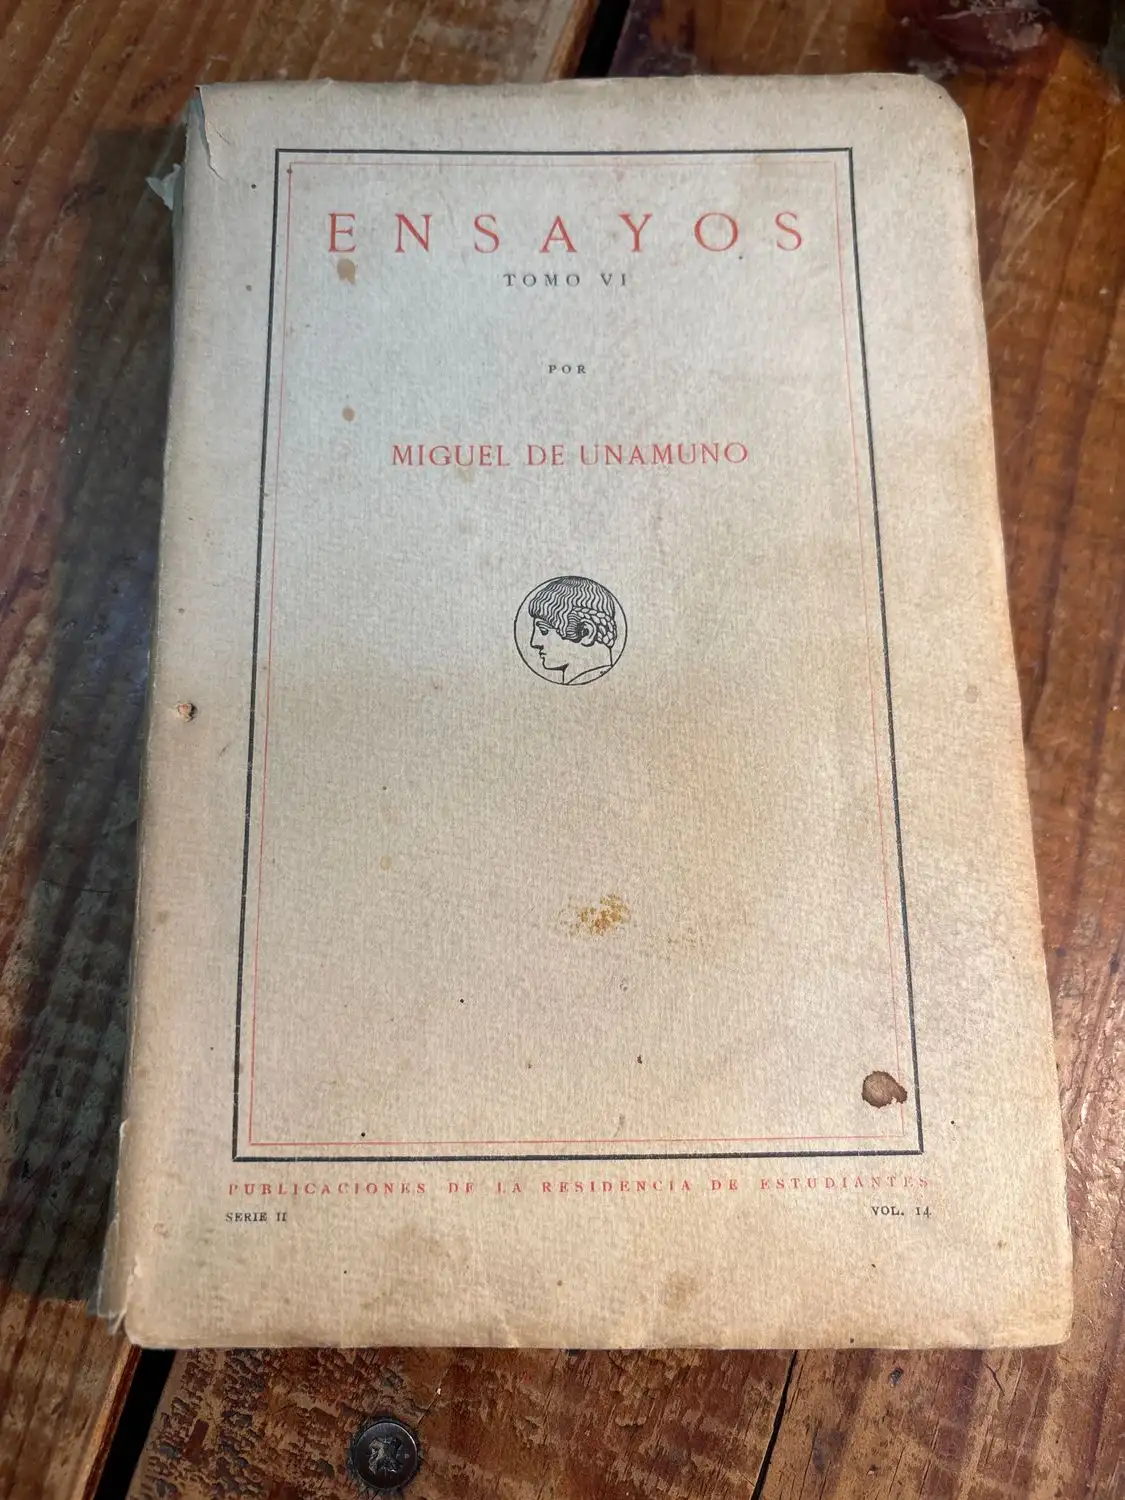 ENSAYOS
TOMO VI
POR
MIGUEL DE UNAMUNO
PUBLICACIONES DE LA RESIDENCIA DE ESTUDIANTES
SERIE II
VOL. 14